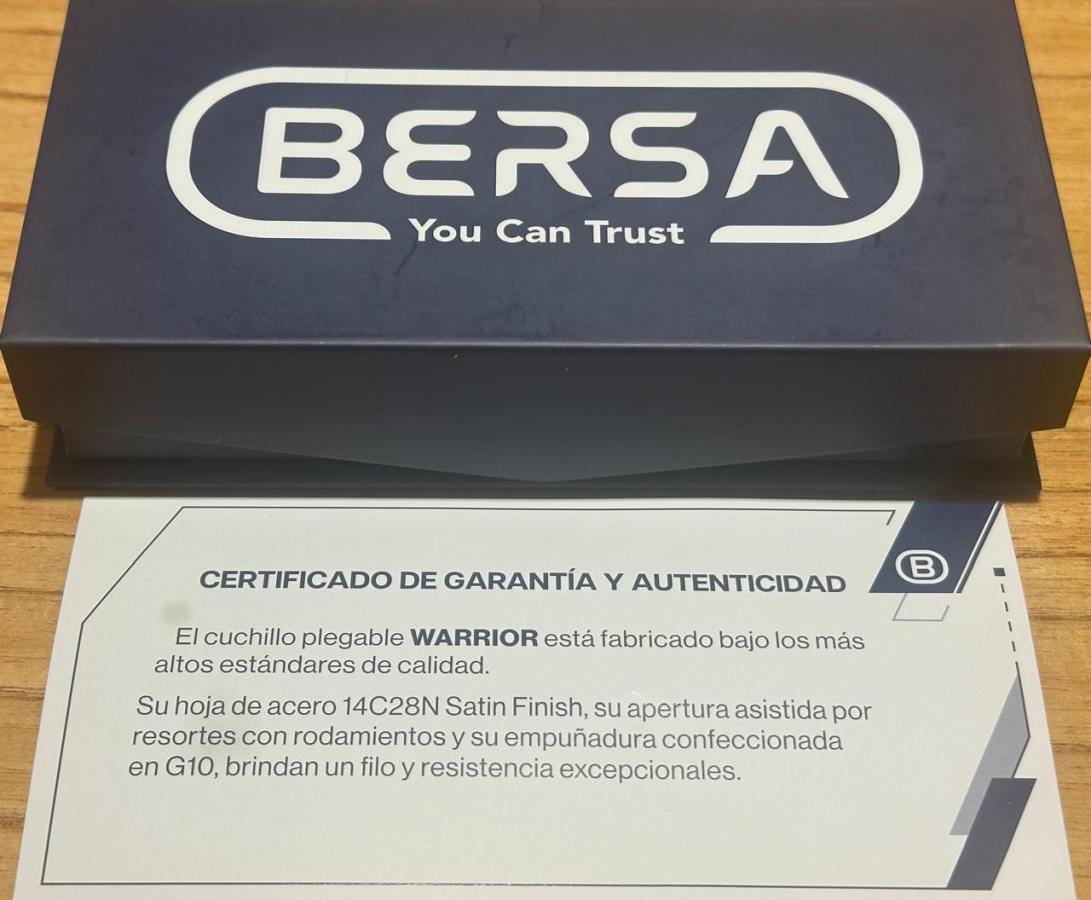 BERSA
You Can Trust
B
CERTIFICADO DE GARANTÍA Y AUTENTICIDAD
El cuchillo plegable WARRIOR está fabricado bajo los más
altos estándares de calidad.
Su hoja de acero 14C28N Satin Finish, su apertura asistida por
resortes con rodamientos y su empuñadura confeccionada
en G10, brindan un filo y resistencia excepcionales.